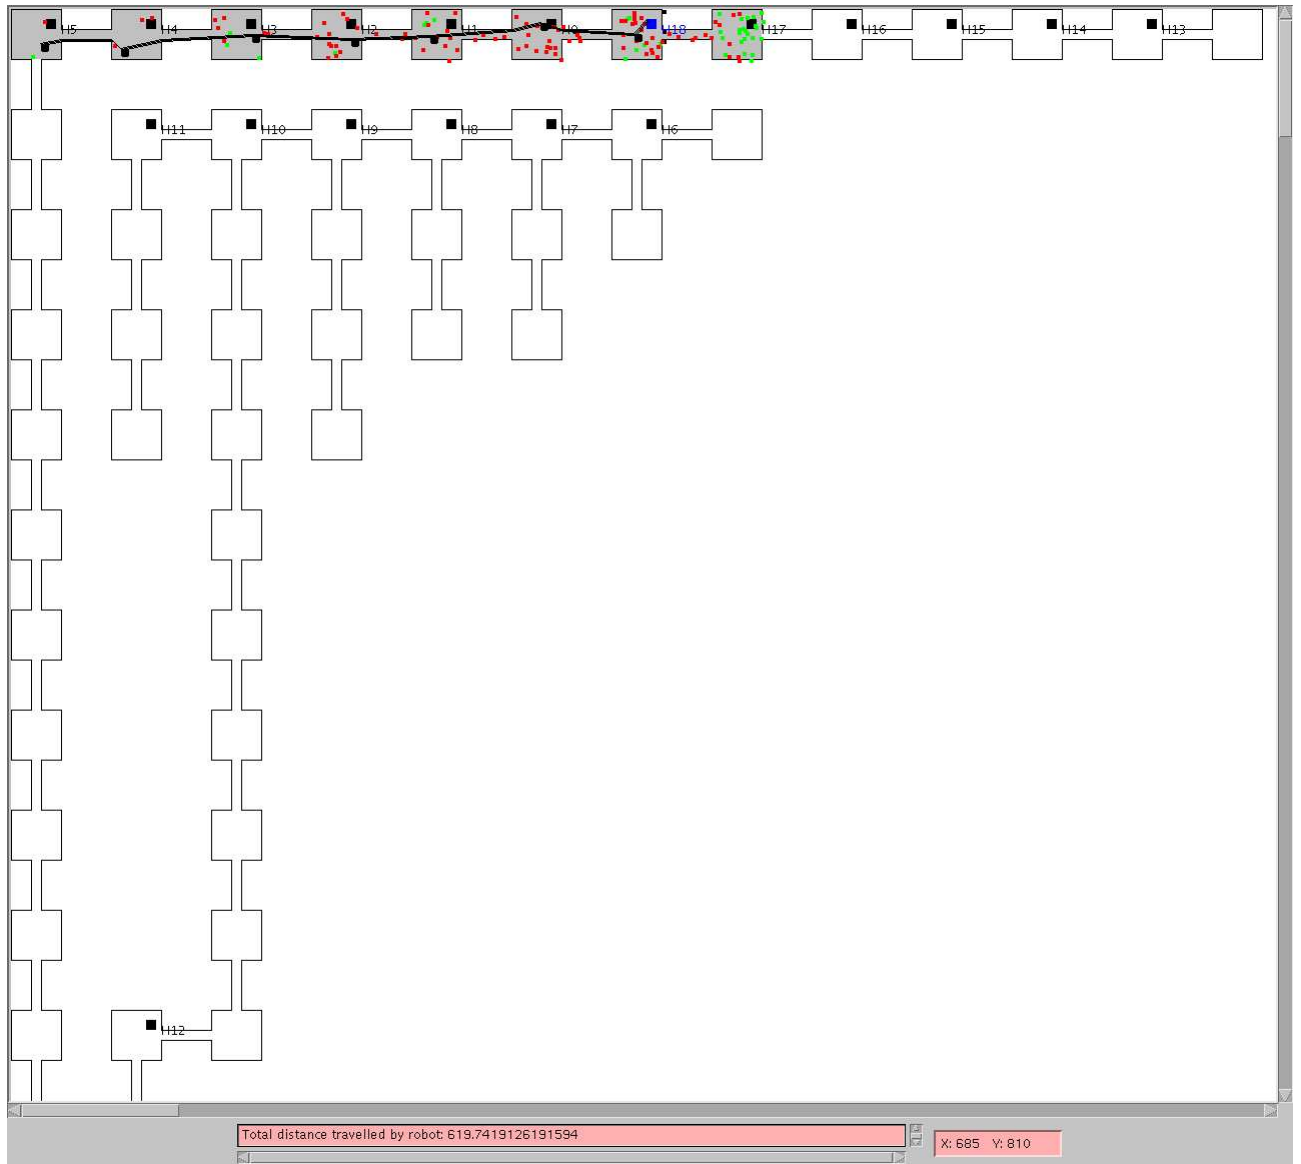 H5 H4 H3 H2 H1 H0 H18 H17 H16 H15 H14 H13
H11 H10 H9 H8 H7 H6
H12
Total distance travelled by robot: 619.7419126191594
X: 685 Y: 810